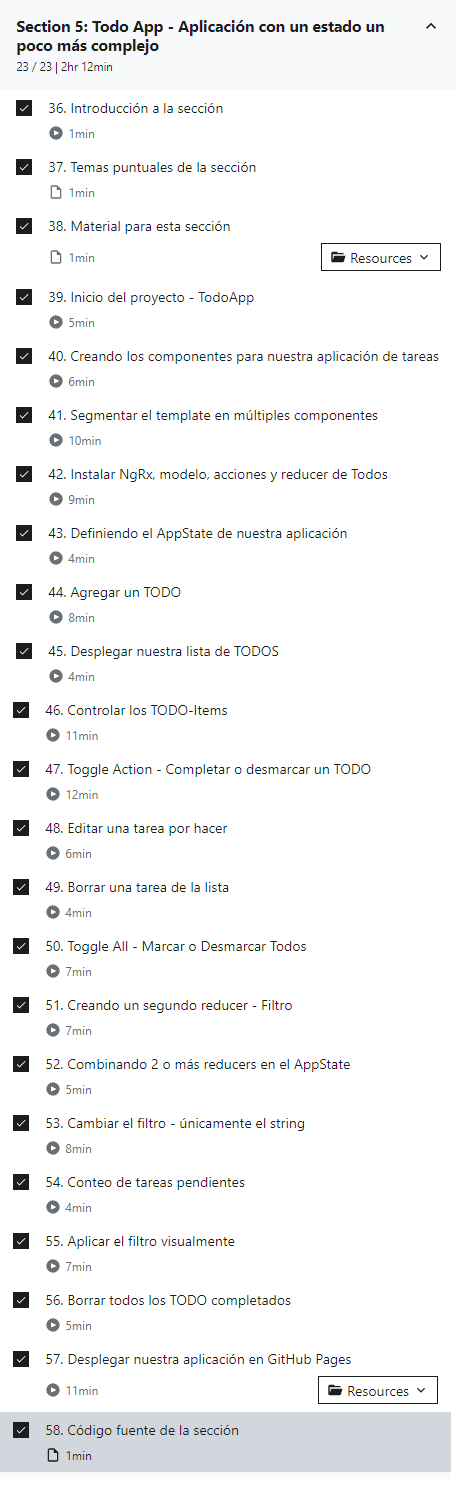 Section 5: Todo App - Aplicación con un estado un
poco más complejo
23 / 23 | 2hr 12min
36. Introducción a la sección
1min
37. Temas puntuales de la sección
1min
38. Material para esta sección
1min
Resources
39. Inicio del proyecto - TodoApp
5min
40. Creando los componentes para nuestra aplicación de tareas
6min
41. Segmentar el template en múltiples componentes
10min
42. Instalar NgRx, modelo, acciones y reducer de Todos
9min
43. Definiendo el AppState de nuestra aplicación
4min
44. Agregar un TODO
8min
45. Desplegar nuestra lista de TODOS
4min
46. Controlar los TODO-Items
11min
47. Toggle Action - Completar o desmarcar un TODO
12min
48. Editar una tarea por hacer
6min
49. Borrar una tarea de la lista
4min
50. Toggle All - Marcar o Desmarcar Todos
7min
51. Creando un segundo reducer - Filtro
7min
52. Combinando 2 o más reducers en el AppState
5min
53. Cambiar el filtro - únicamente el string
8min
54. Conteo de tareas pendientes
4min
55. Aplicar el filtro visualmente
7min
56. Borrar todos los TODO completados
5min
57. Desplegar nuestra aplicación en GitHub Pages
11min
Resources
58. Código fuente de la sección
1min